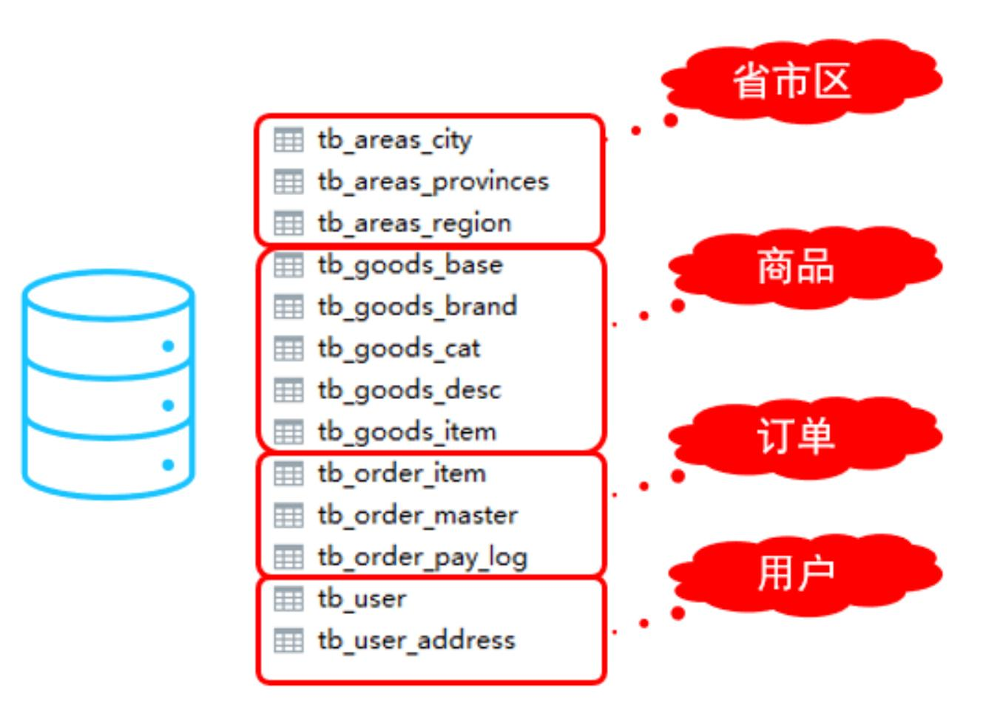 省市区
tb_areas_city
tb_areas_provinces
tb_areas_region
商品
tb_goods_base
tb_goods_brand
tb_goods_cat
tb_goods_desc
tb_goods_item
订单
tb_order_item
tb_order_master
tb_order_pay_log
用户
tb_user
tb_user_address